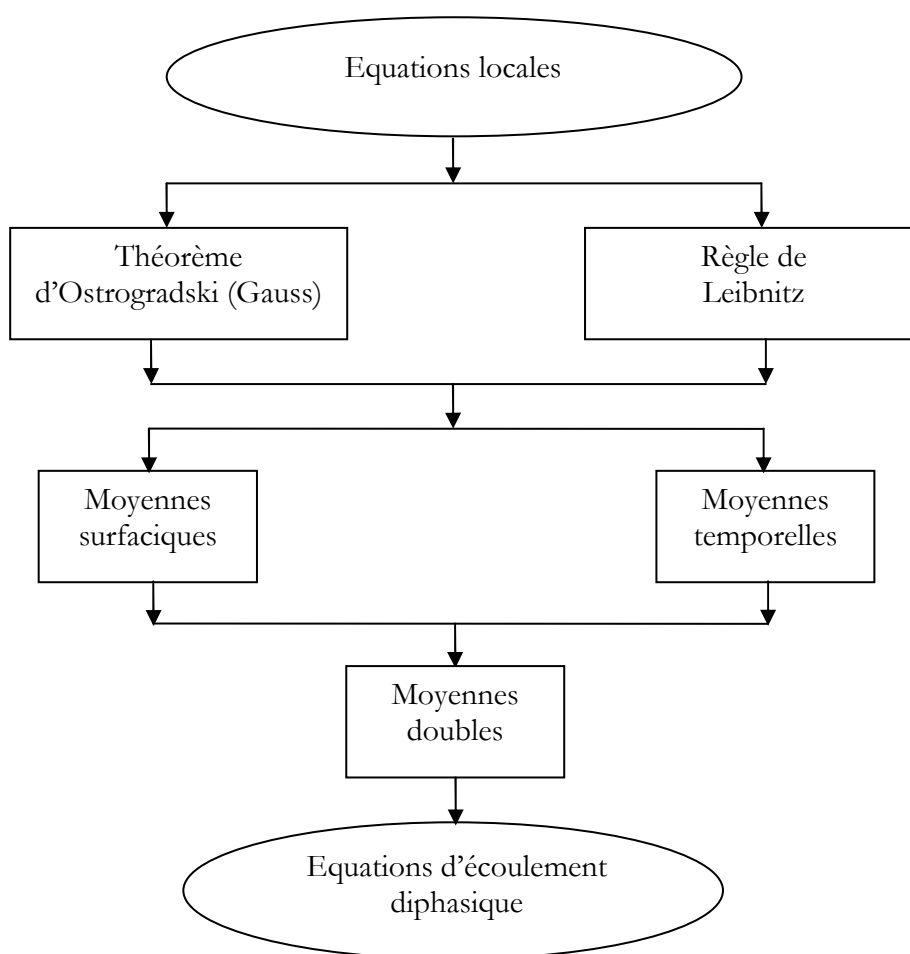 Equations locales
Théorème
d’Ostrogradski (Gauss)
Règle de
Leibnitz
Moyennes
surfaciques
Moyennes
temporelles
Moyennes
doubles
Equations d’écoulement
diphasique